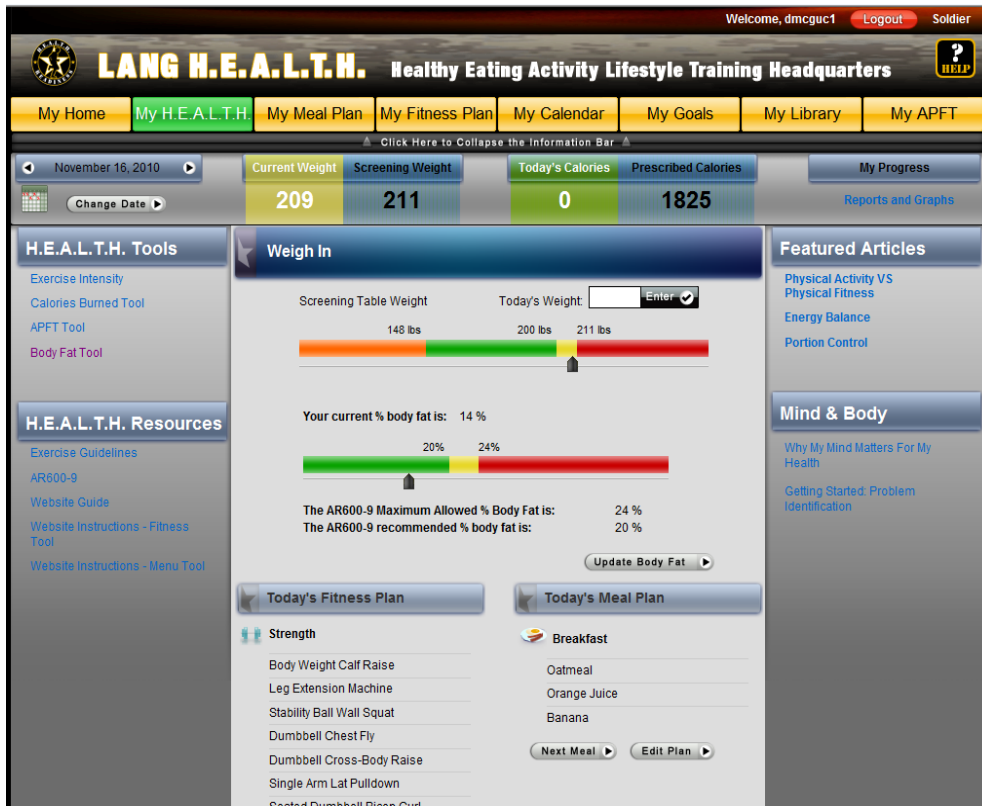 Welcome, dmcguc1 Logout Soldier
LANG H.E.A.L.T.H. Healthy Eating Activity Lifestyle Training Headquarters
? HELP
My Home My H.E.A.L.T.H. My Meal Plan My Fitness Plan My Calendar My Goals My Library My APFT
Click Here to Collapse the Information Bar
November 16, 2010
Change Date
Current Weight Screening Weight
209 211
Today's Calories Prescribed Calories
0 1825
My Progress
Reports and Graphs
H.E.A.L.T.H. Tools
Exercise Intensity
Calories Burned Tool
APFT Tool
Body Fat Tool
H.E.A.L.T.H. Resources
Exercise Guidelines
AR600-9
Website Guide
Website Instructions - Fitness
Tool
Website Instructions - Menu Tool
Weigh In
Screening Table Weight Today's Weight: Enter
148 lbs 200 lbs 211 lbs
Your current % body fat is: 14 %
20% 24%
The AR600-9 Maximum Allowed % Body Fat is: 24 %
The AR600-9 recommended % body fat is: 20 %
Update Body Fat
Today's Fitness Plan
Strength
Body Weight Calf Raise
Leg Extension Machine
Stability Ball Wall Squat
Dumbbell Chest Fly
Dumbbell Cross-Body Raise
Single Arm Lat Pulldown
Seated Dumbbell Bicep Curl
Today's Meal Plan
Breakfast
Oatmeal
Orange Juice
Banana
Next Meal Edit Plan
Featured Articles
Physical Activity VS
Physical Fitness
Energy Balance
Portion Control
Mind & Body
Why My Mind Matters For My
Health
Getting Started: Problem
Identification